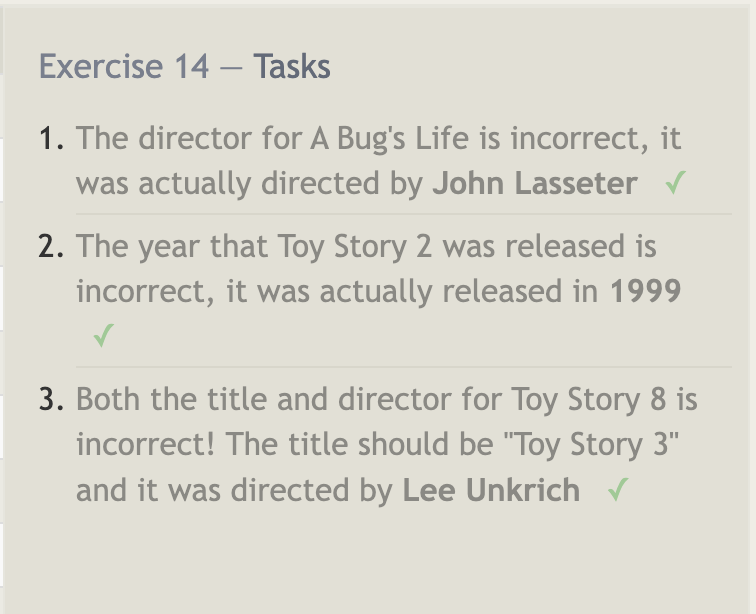 Exercise 14 — Tasks
1. The director for A Bug's Life is incorrect, it
was actually directed by John Lasseter ✓
2. The year that Toy Story 2 was released is
incorrect, it was actually released in 1999
✓
3. Both the title and director for Toy Story 8 is
incorrect! The title should be "Toy Story 3"
and it was directed by Lee Unkrich ✓